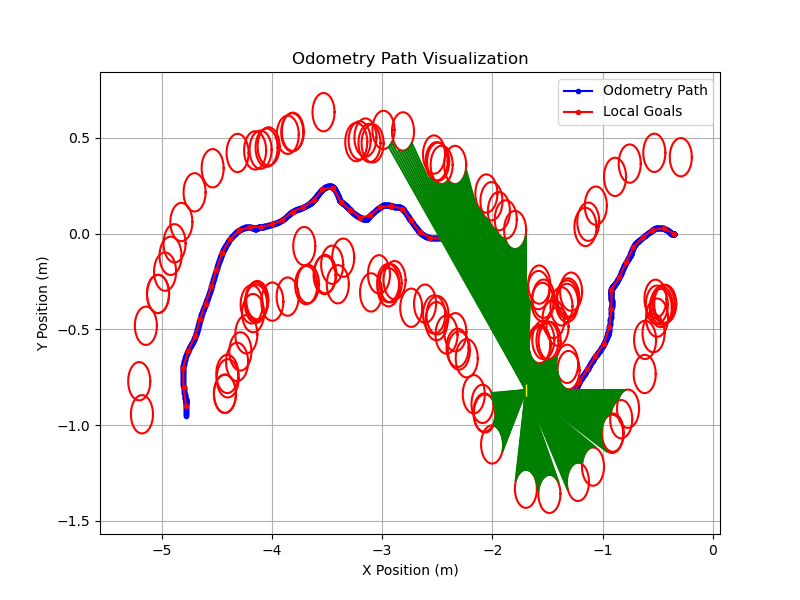 Odometry Path Visualization
Odometry Path
Local Goals
Y Position (m)
0.5
0.0
−0.5
−1.0
−1.5
−5
−4
−3
−2
−1
0
X Position (m)